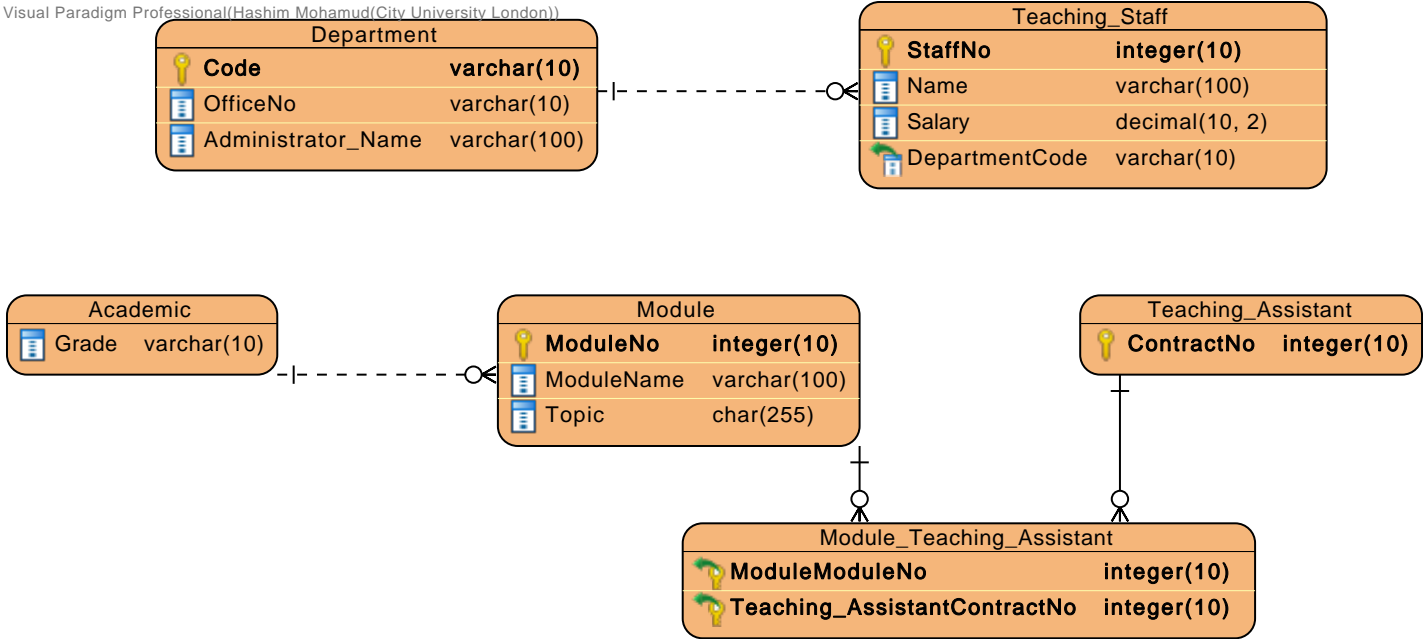 Visual Paradigm Professional(Hashim Mohamud(City University London))
Department
Code varchar(10)
OfficeNo varchar(10)
Administrator_Name varchar(100)
Teaching_Staff
StaffNo integer(10)
Name varchar(100)
Salary decimal(10, 2)
DepartmentCode varchar(10)
Academic
Grade varchar(10)
Module
ModuleNo integer(10)
ModuleName varchar(100)
Topic char(255)
Teaching_Assistant
ContractNo integer(10)
Module_Teaching_Assistant
ModuleModuleNo integer(10)
Teaching_AssistantContractNo integer(10)